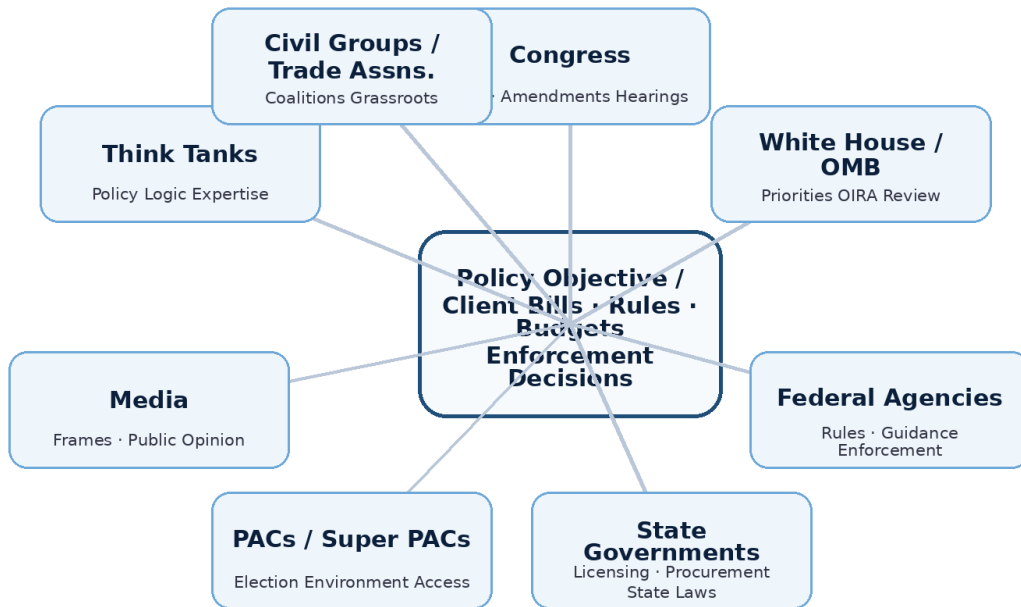 Civil Groups /
Trade Assns.
Coalitions Grassroots
Congress
· Amendments Hearings
Think Tanks
Policy Logic Expertise
White House /
OMB
Priorities OIRA Review
Policy Objective /
Client Bills · Rules ·
Budgets
Enforcement
Decisions
Media
Frames · Public Opinion
Federal Agencies
Rules · Guidance
Enforcement
PACs / Super PACs
Election Environment Access
State
Governments
Licensing · Procurement
State Laws